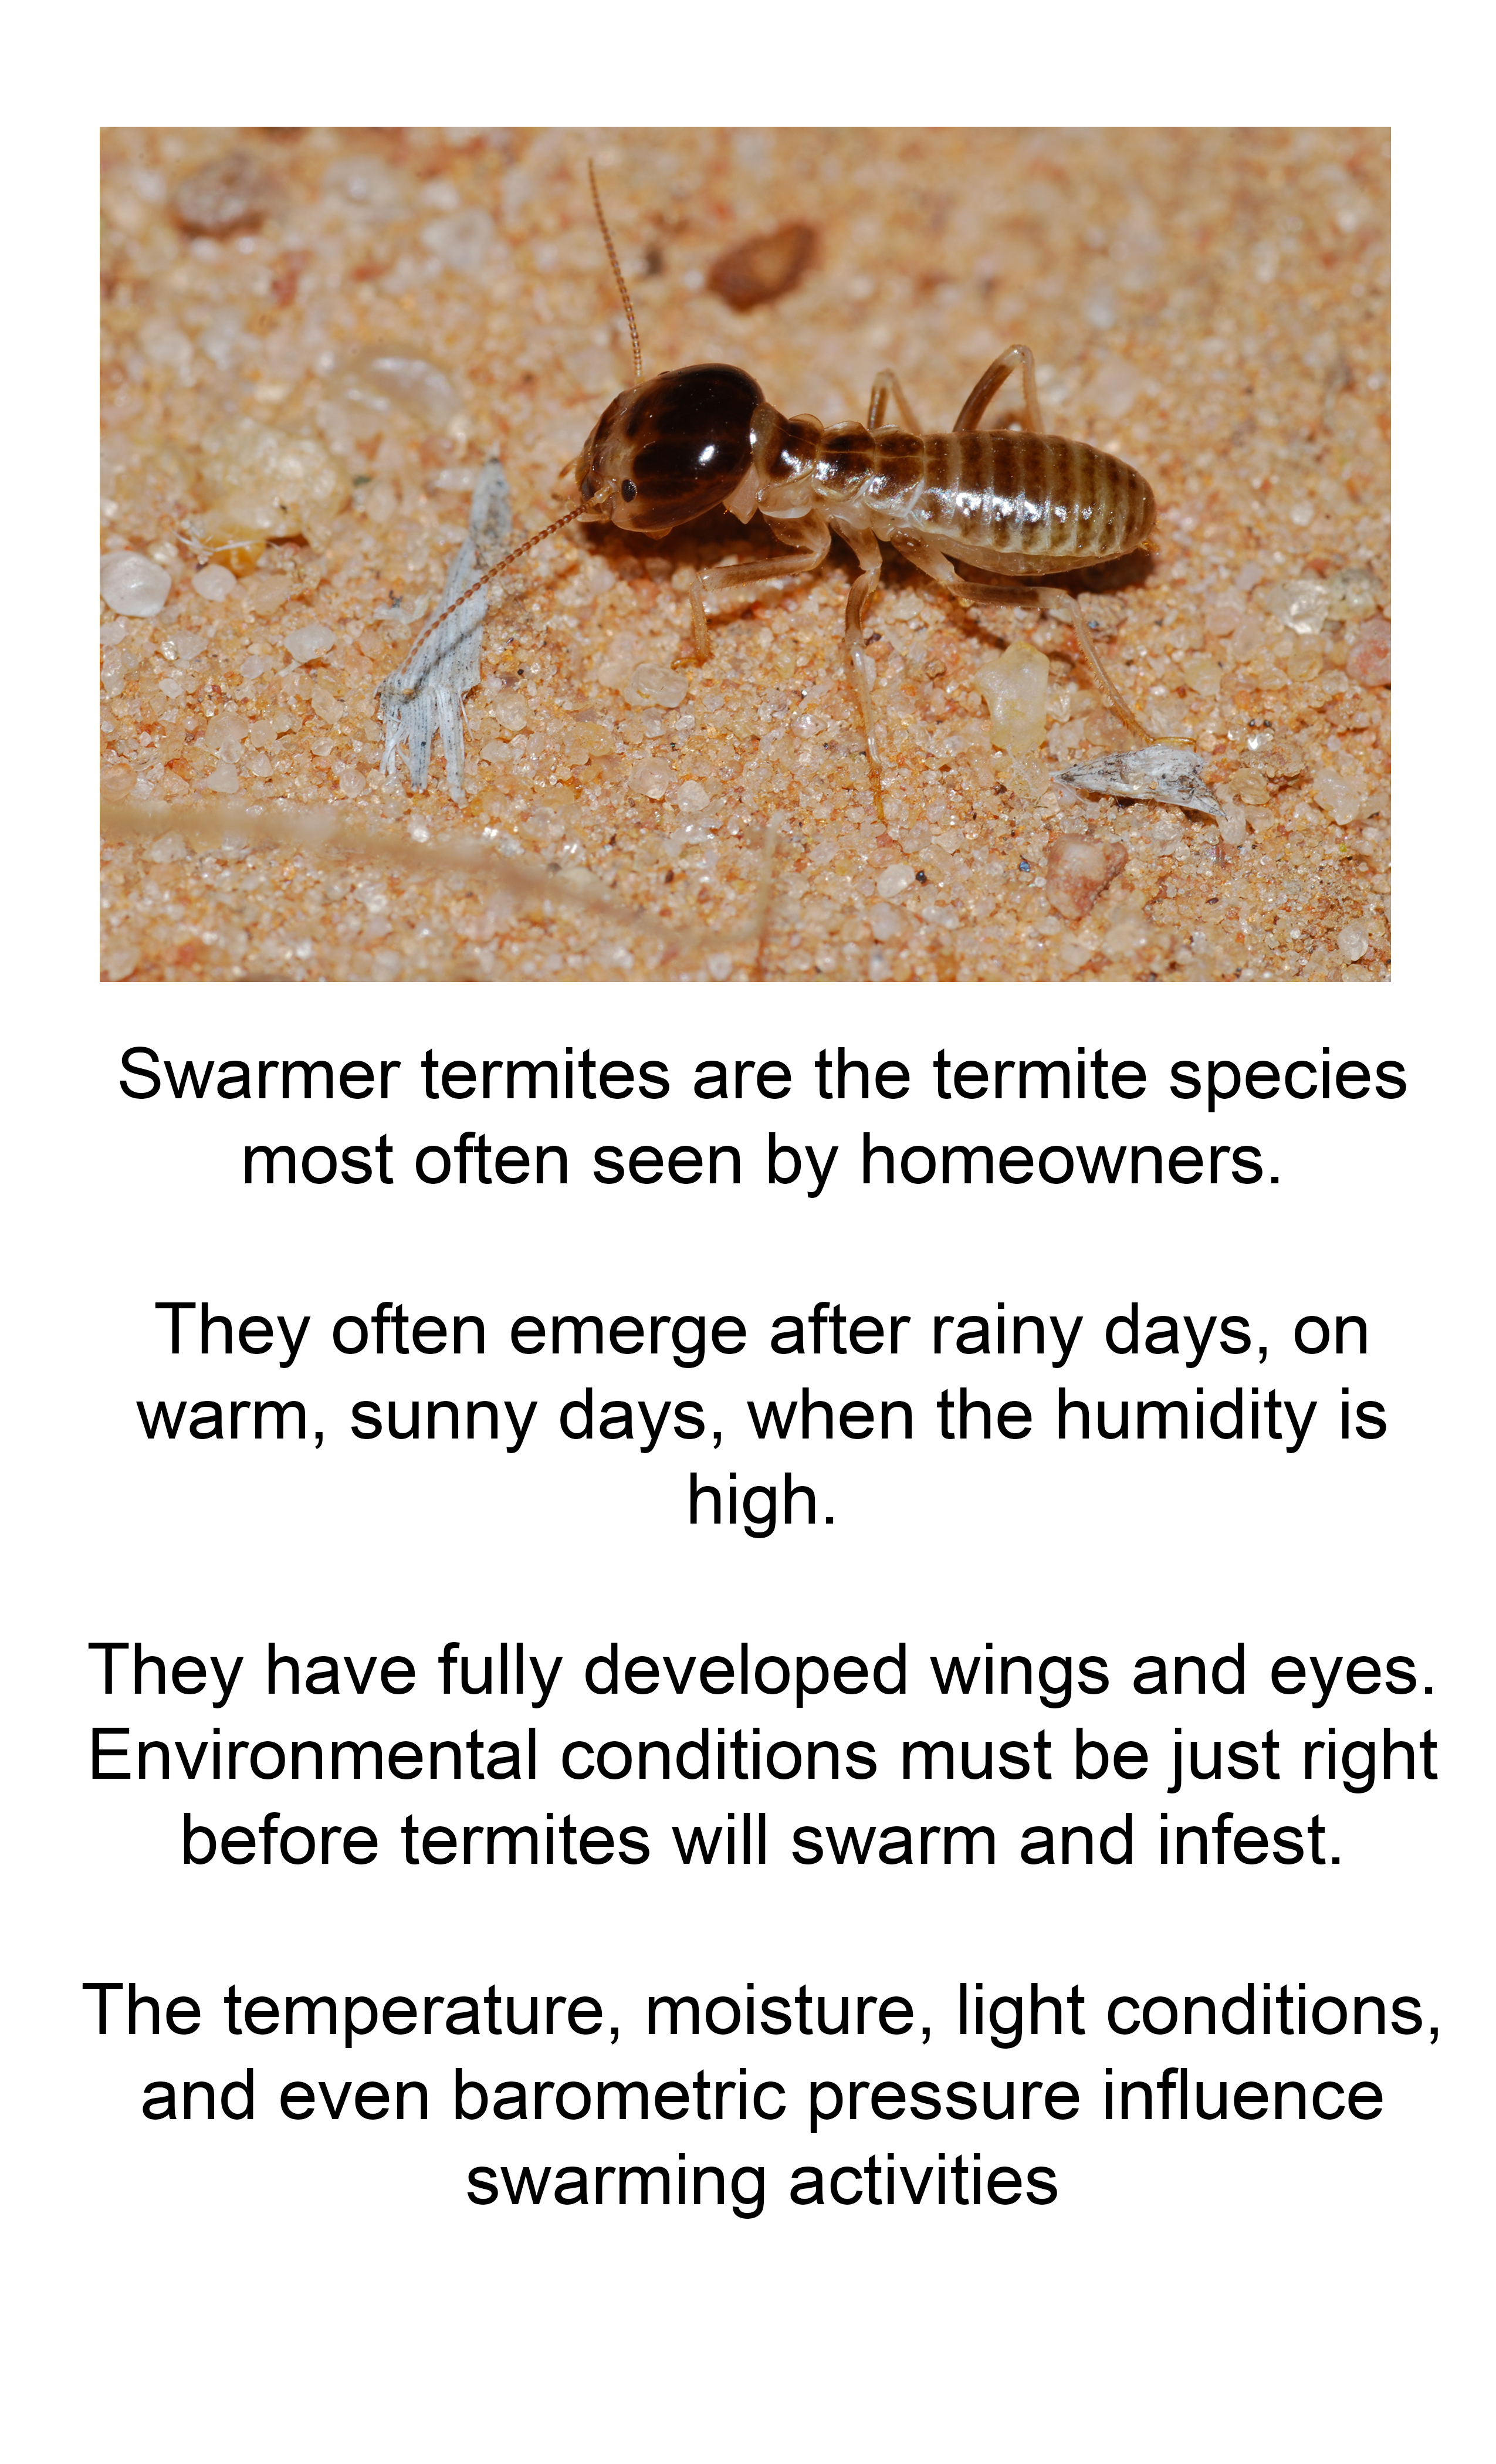 Swarmer termites are the termite species
most often seen by homeowners.
They often emerge after rainy days, on
warm, sunny days, when the humidity is
high.
They have fully developed wings and eyes.
Environmental conditions must be just right
before termites will swarm and infest.
The temperature, moisture, light conditions,
and even barometric pressure influence
swarming activities